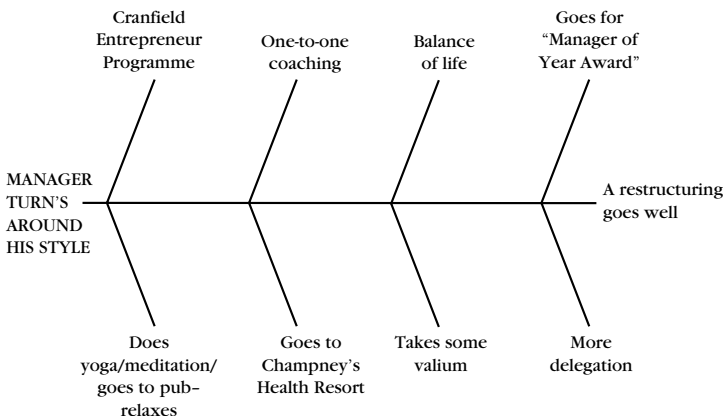 Cranfield
Entrepreneur
Programme
One-to-one
coaching
Balance
of life
Goes for
“Manager of
Year Award”
MANAGER
TURN’S
AROUND
HIS STYLE
A restructuring
goes well
Does
yoga/meditation/
goes to pub–
relaxes
Goes to
Champney’s
Health Resort
Takes some
valium
More
delegation